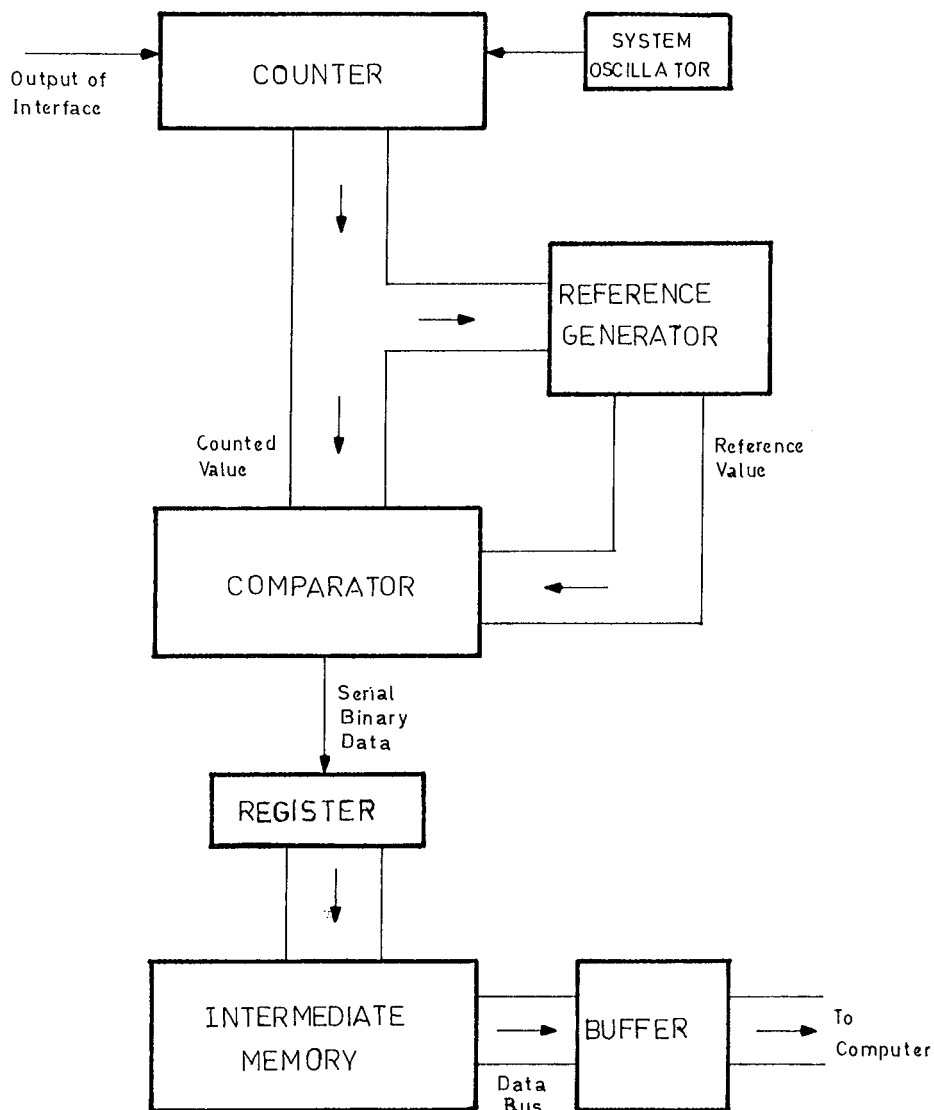 Output of
Interface
COUNTER
SYSTEM
OSCILLATOR
REFERENCE
GENERATOR
Counted
Value
Reference
Value
COMPARATOR
Serial
Binary
Data
REGISTER
INTERMEDIATE
MEMORY
Data
Bus
BUFFER
To
Computer